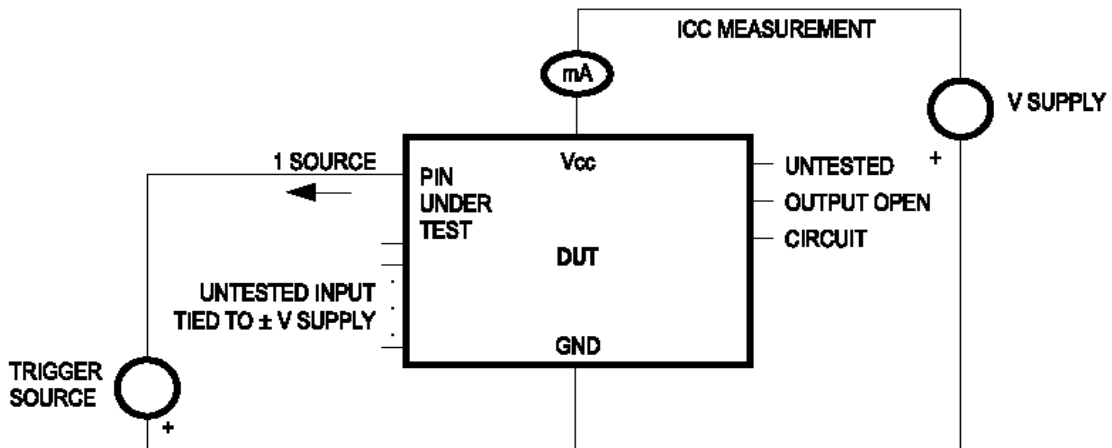 ICC MEASUREMENT
mA
V SUPPLY
+
1 SOURCE
Vcc
PIN
UNDER
TEST
UNTESTED
OUTPUT OPEN
CIRCUIT
DUT
UNTESTED INPUT
TIED TO ± V SUPPLY
GND
TRIGGER
SOURCE
+